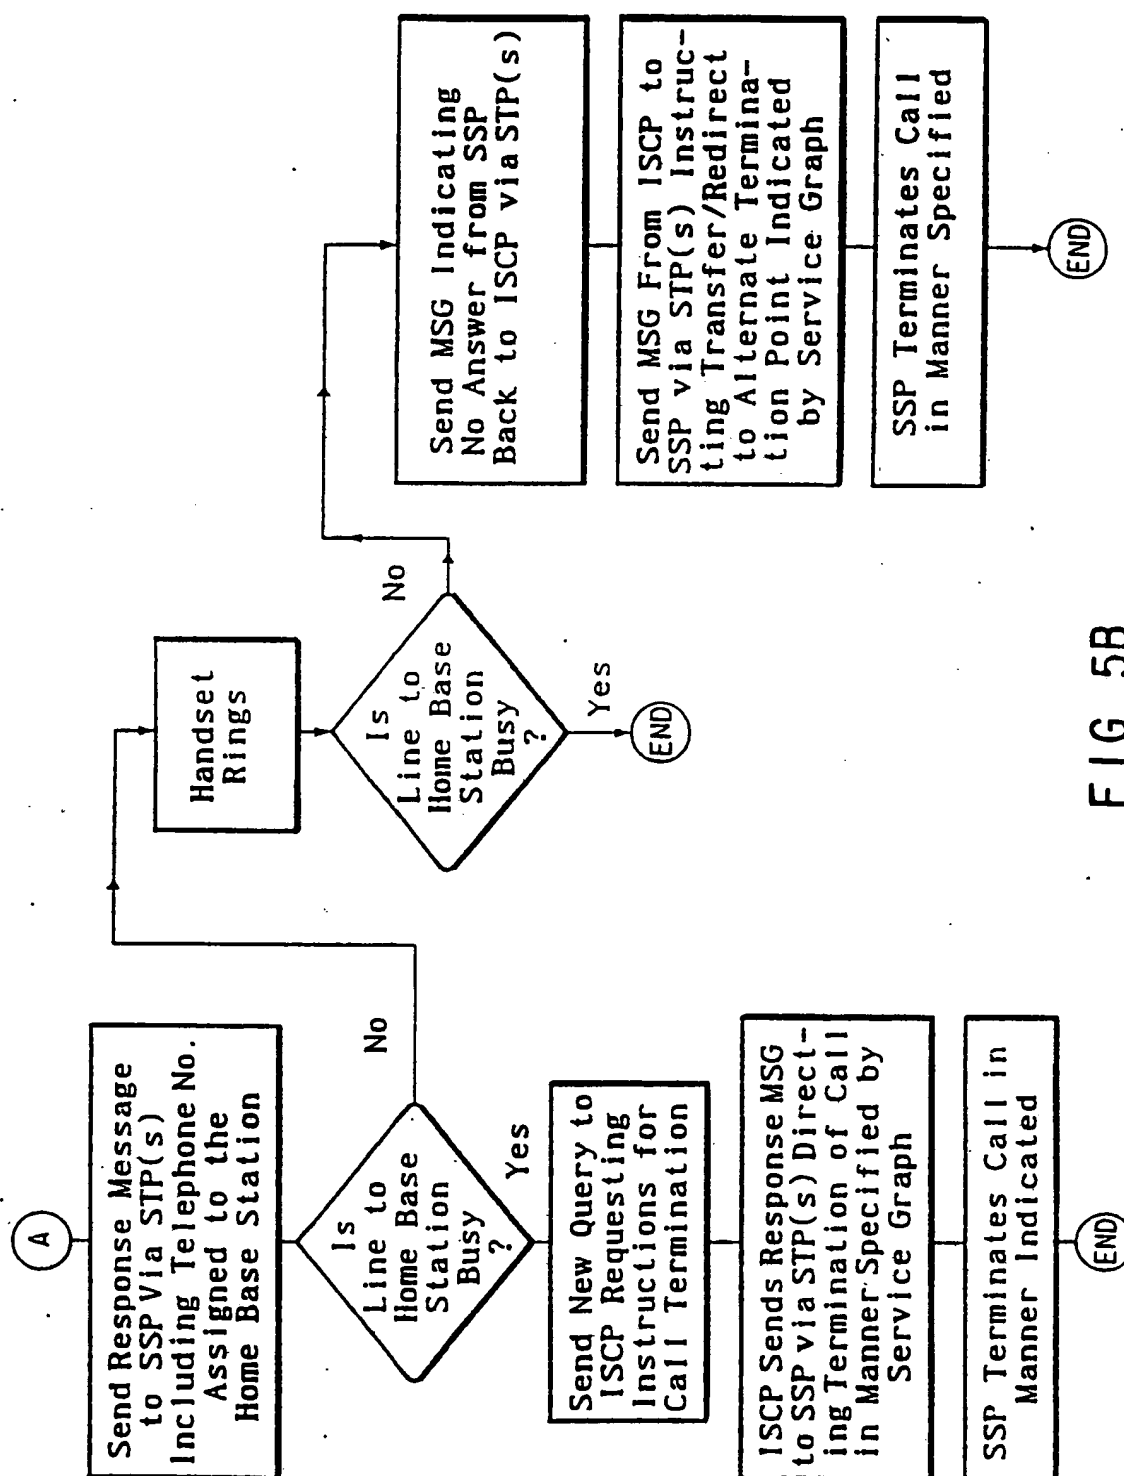 A
Send Response Message
to SSP Via STP(s)
Including Telephone No.
Assigned to the
Home Base Station
Is
Line to
Home Base
Station
Busy
?
No
Yes
Send New Query to
ISCP Requesting
Instructions for
Call Termination
ISCP Sends Response MSG
to SSP via STP(s) Direct-
ing Termination of Call
in Manner Specified by
Service Graph
SSP Terminates Call in
Manner Indicated
END
Handset
Rings
Is
Line to
Home Base
Station
Busy
?
No
Yes
END
Send MSG Indicating
No Answer from SSP
Back to ISCP via STP(s)
Send MSG From ISCP to
SSP via STP(s) Instruc-
ting Transfer/Redirect
to Alternate Termina-
tion Point Indicated
by Service Graph
SSP Terminates Call
in Manner Specified
END
FIG 5B